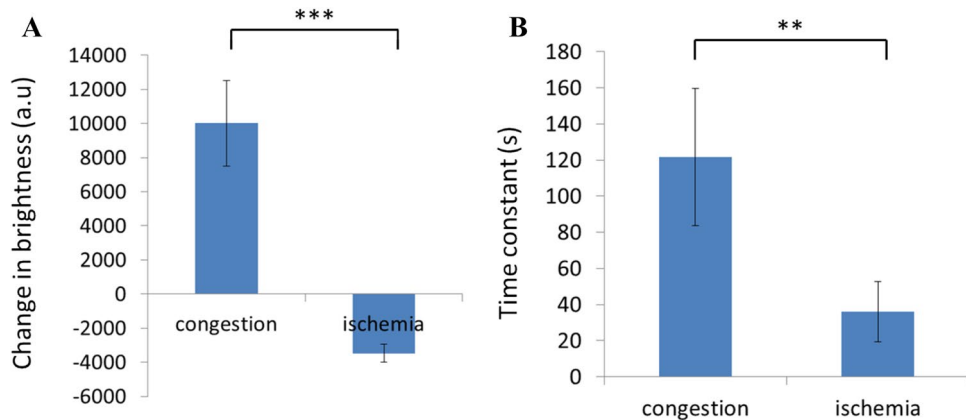 A
***
Change in brightness (a.u)
14000
12000
10000
8000
6000
4000
2000
0
-2000
-4000
-6000
congestion
ischemia
B
**
Time constant (s)
180
160
140
120
100
80
60
40
20
0
congestion
ischemia